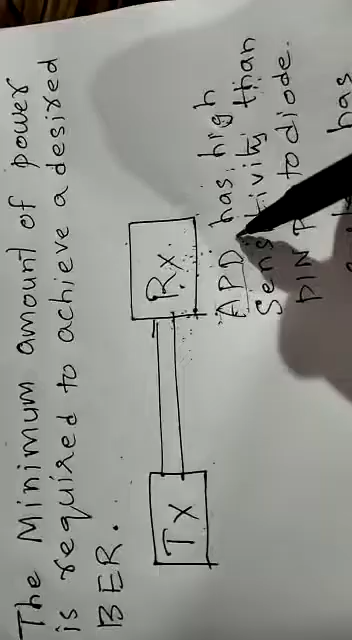 The Minimum amount of power
is required to achieve a desired
BER.
Tx
Rx.
APD has high
than
PIN
diode.
has